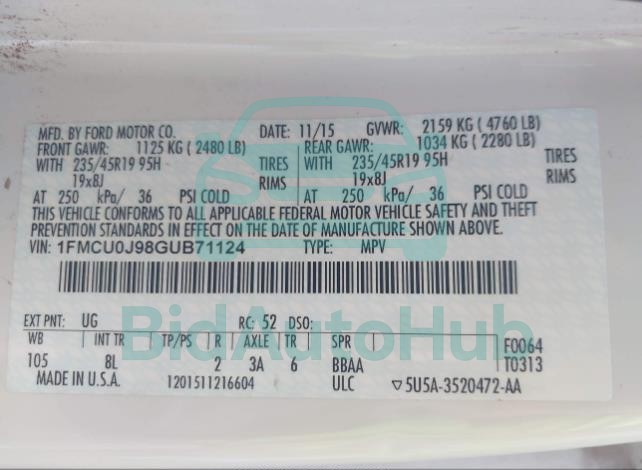 MFD. BY FORD MOTOR CO. DATE: 11/15 GVWR: 2159 KG ( 4760 LB)
FRONT GAWR: 1125 KG ( 2480 LB) REAR GAWR: 1034 KG ( 2280 LB)
WITH 235/45R19 95H TIRES WITH 235/45R19 95H TIRES
19x8J RIMS 19x8J RIMS
AT 250 kPa/ 36 PSI COLD AT 250 kPa/ 36 PSI COLD
THIS VEHICLE CONFORMS TO ALL APPLICABLE FEDERAL MOTOR VEHICLE SAFETY AND THEFT
PREVENTION STANDARDS IN EFFECT ON THE DATE OF MANUFACTURE SHOWN ABOVE.
VIN: 1FMCU0J98GUB71124 TYPE: MPV
EXT PNT: UG RC: 52 DSO:
BidAutoHub
WB INT TR TP/PS R AXLE TR SPR F0064
105 8L 2 3A 6 BBAA T0313
MADE IN U.S.A. 1201511216604 ULC ▽5U5A-3520472-AA